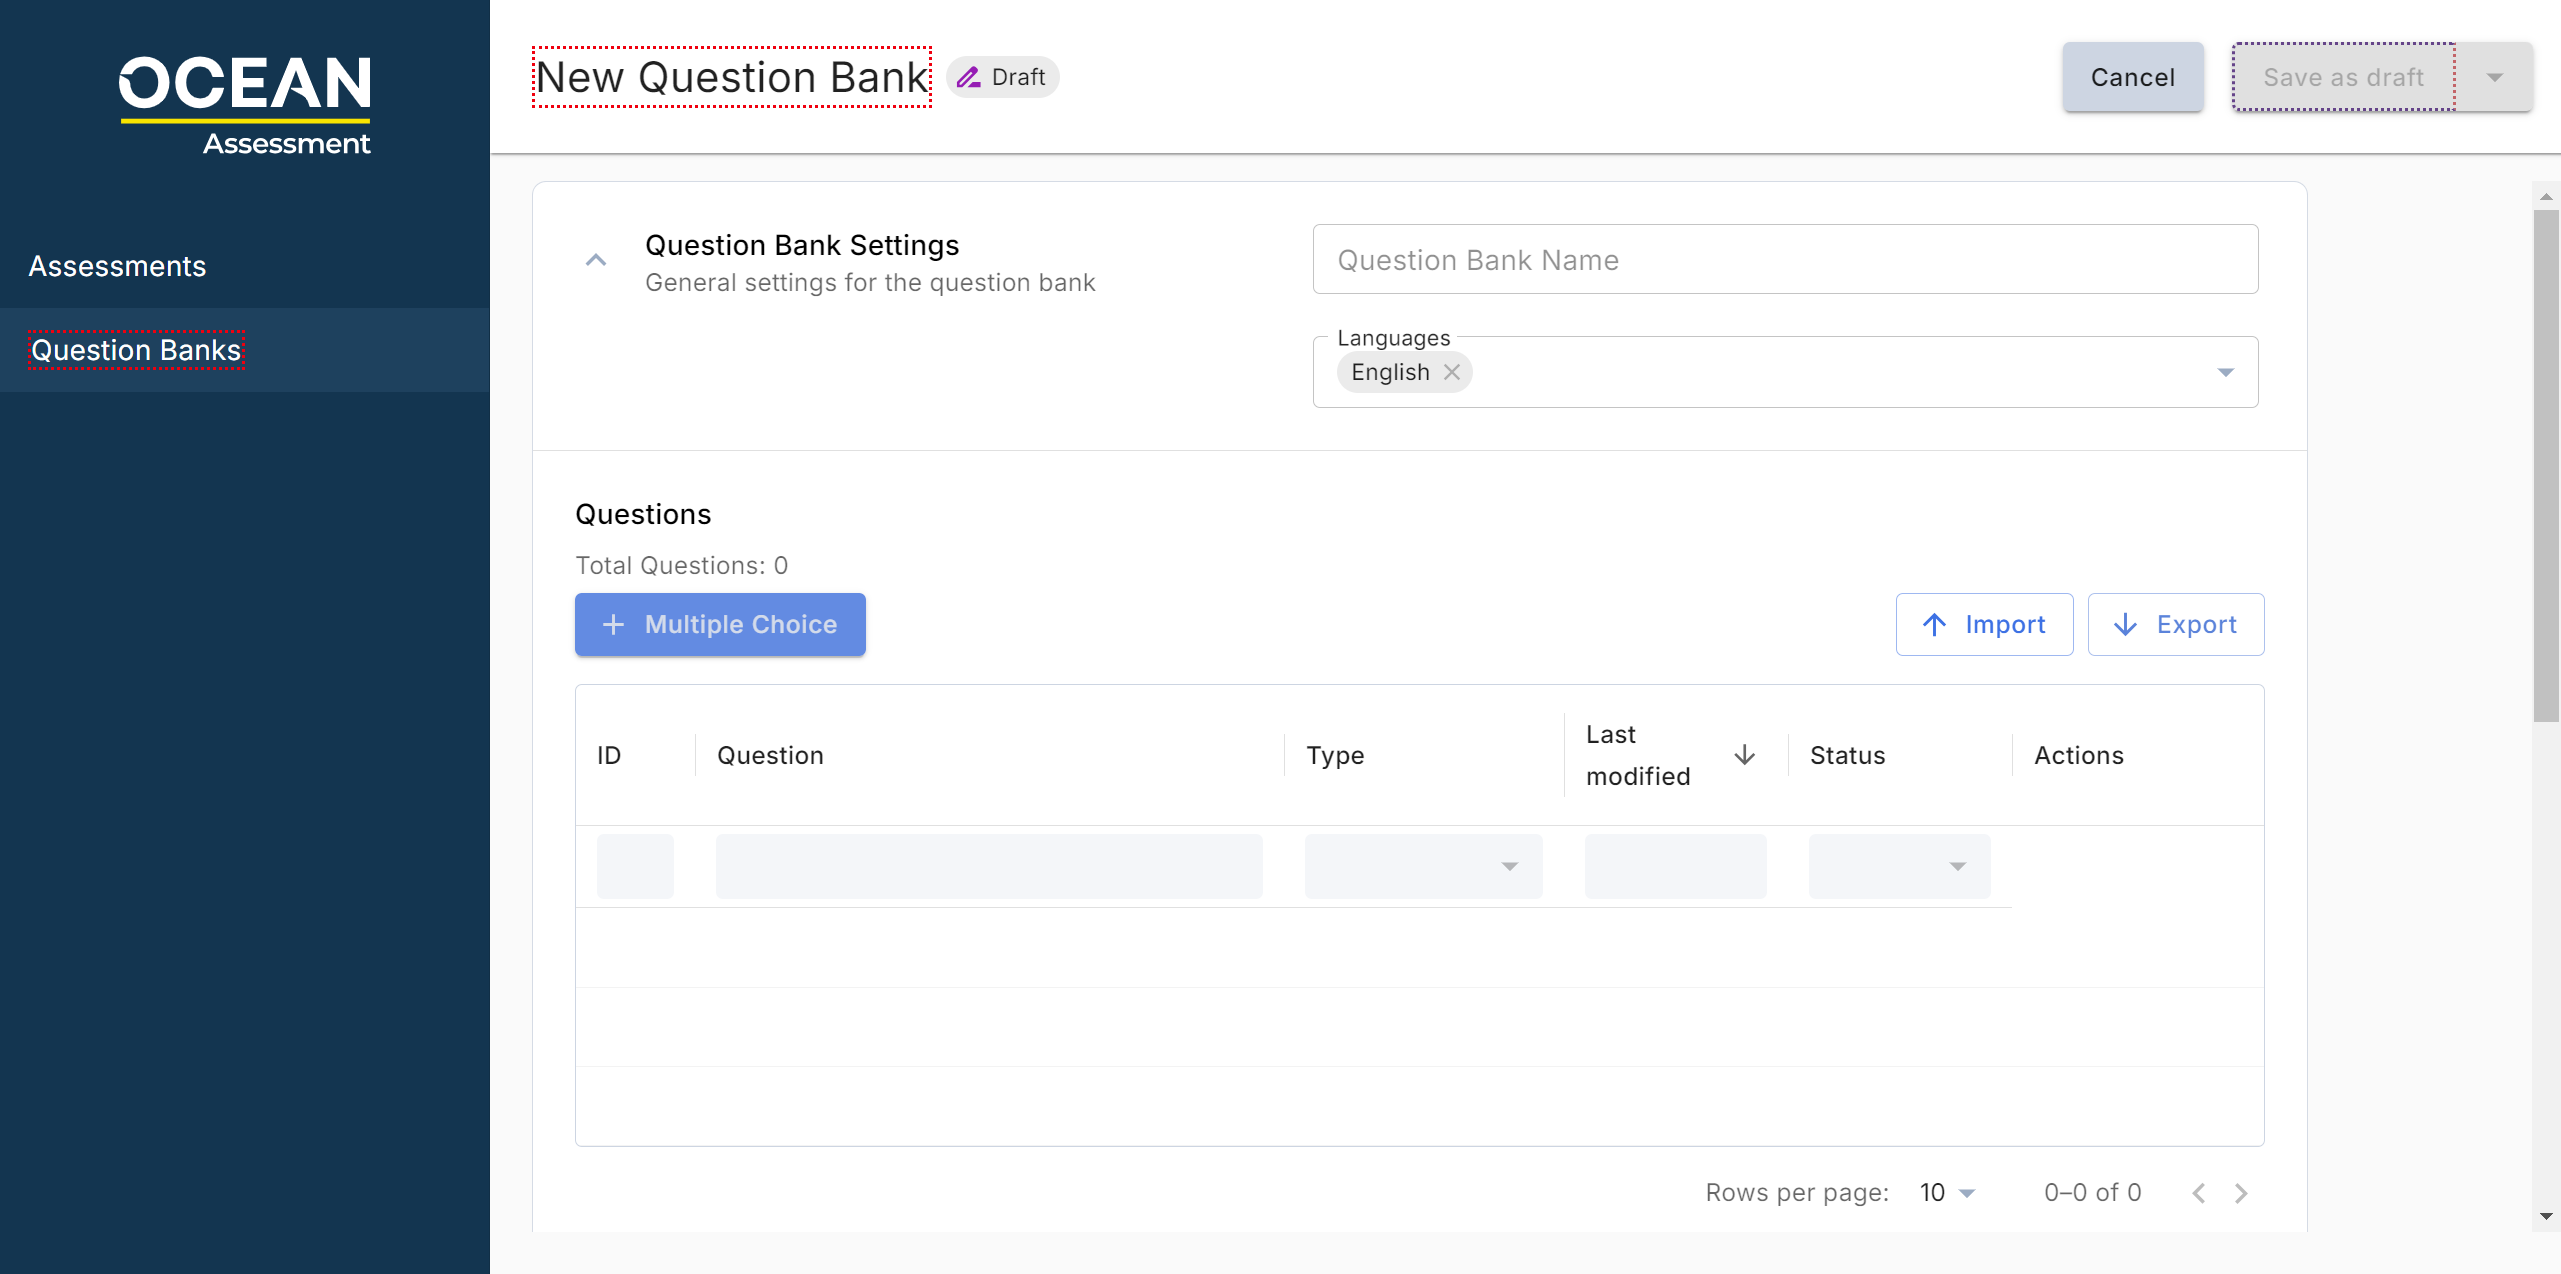 OCEAN
Assessment
Assessments
Question Banks
New Question Bank
Draft
Cancel
Save as draft
Question Bank Settings
General settings for the question bank
Question Bank Name
Languages
English
Questions
Total Questions: 0
Multiple Choice
Import
Export
ID
Question
Type
Last
modified
Status
Actions
Rows per page:
10
0–0 of 0